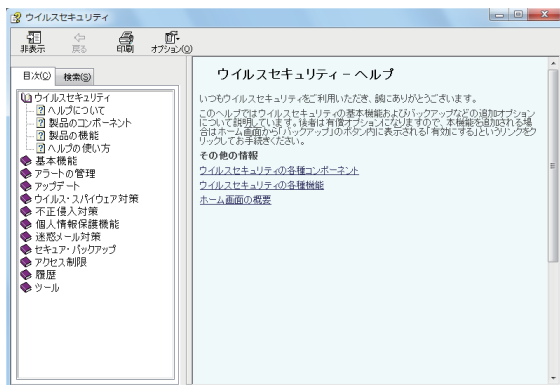 ウイルスセキュリティ
非表示 戻る 印刷 オプション(O)
目次(C) 検索(S)
ウイルスセキュリティ
ヘルプについて
製品のコンポーネント
製品の機能
ヘルプの使い方
基本機能
アラートの管理
アップデート
ウイルス・スパイウェア対策
不正侵入対策
個人情報保護機能
迷惑メール対策
セキュア・バックアップ
アクセス制限
履歴
ツール
ウイルスセキュリティ – ヘルプ
いつもウイルスセキュリティをご利用いただき、誠にありがとうございます。
このヘルプではウイルスセキュリティの基本機能およびバックアップなどの追加オプション
について説明しています。後者は有償オプションになりますので、本機能を追加される場
合はホーム画面から「バックアップ」のボタン内に表示される「有効にする」というリンクをク
リックしてお手続きください。
その他の情報
ウイルスセキュリティの各種コンポーネント
ウイルスセキュリティの各種機能
ホーム画面の概要